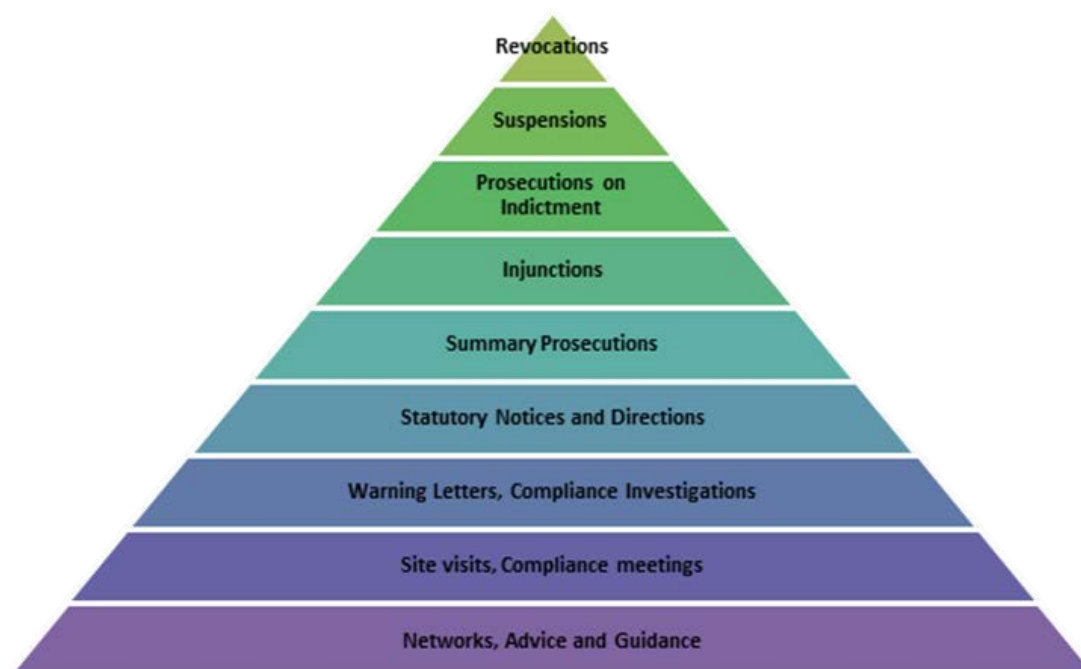 Revocations
Suspensions
Prosecutions on
Indictment
Injunctions
Summary Prosecutions
Statutory Notices and Directions
Warning Letters, Compliance Investigations
Site visits, Compliance meetings
Networks, Advice and Guidance